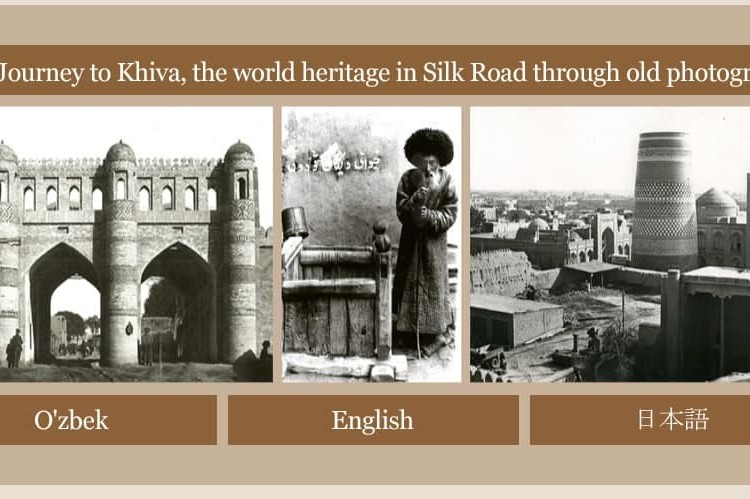 Journey to Khiva, the world heritage in Silk Road through old photogr
O'zbek
English
日本語